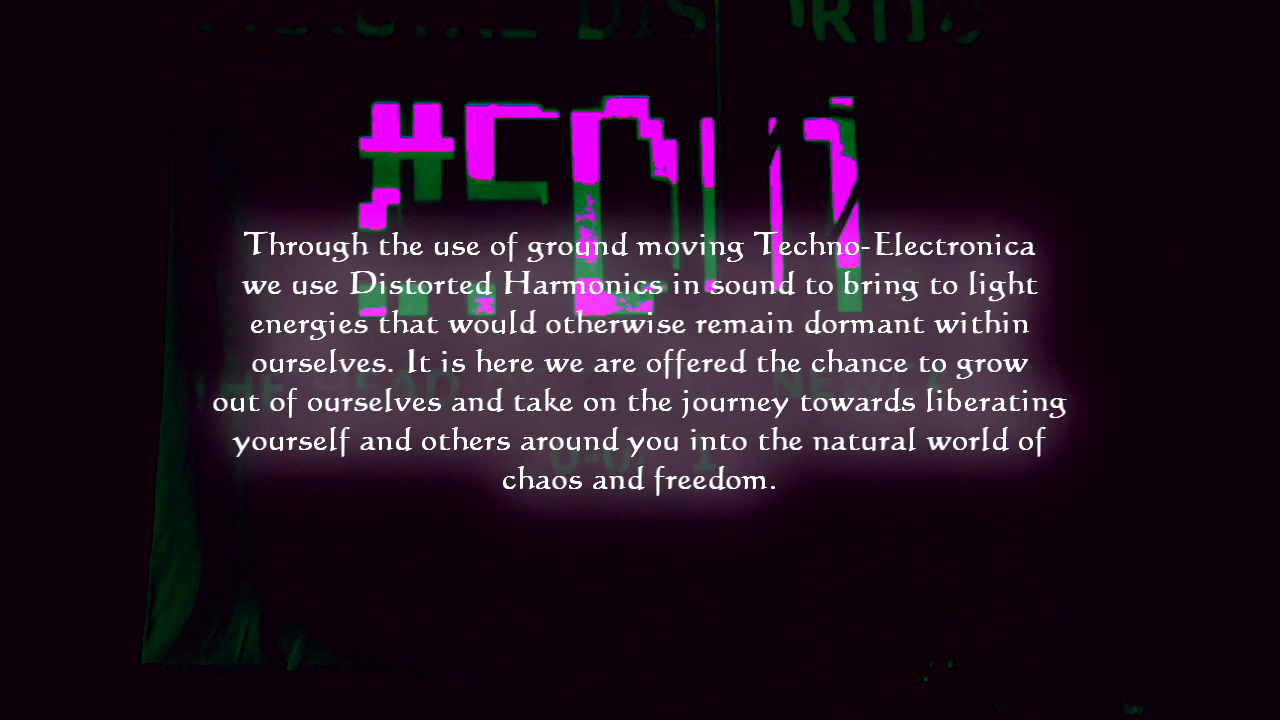 Through the use of ground moving Techno-Electronica
we use Distorted Harmonics in sound to bring to light
energies that would otherwise remain dormant within
ourselves. It is here we are offered the chance to grow
out of ourselves and take on the journey towards liberating
yourself and others around you into the natural world of
chaos and freedom.